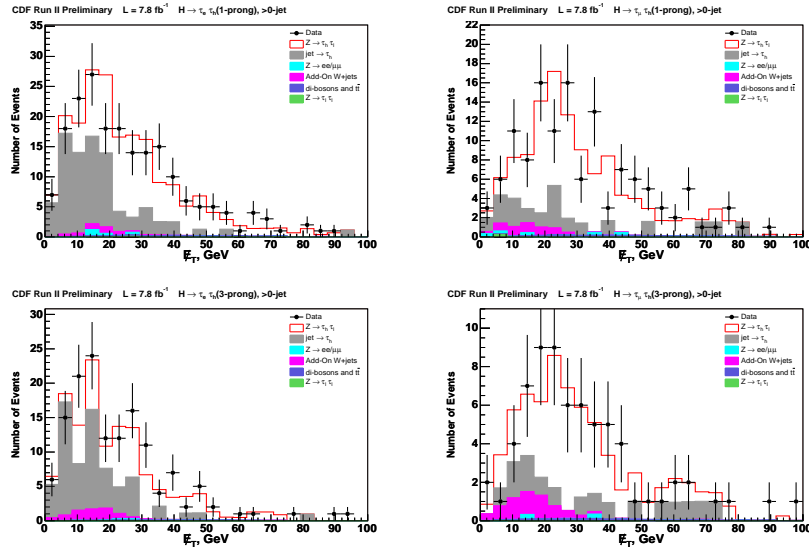 CDF Run II Preliminary L = 7.8 fb⁻¹ H → τₑ τₕ(1-prong), >0-jet
Number of Events
35
30
25
20
15
10
5
0
Data
Z → τₕ τₗ
jet → τₕ
Z → ee/μμ
Add-On W+jets
di-bosons and tt̄
Z → τₗ τₗ
0 10 20 30 40 50 60 70 80 90 100
E̸_T, GeV
CDF Run II Preliminary L = 7.8 fb⁻¹ H → τ_μ τₕ(1-prong), >0-jet
Number of Events
22
20
18
16
14
12
10
8
6
4
2
0
Data
Z → τₕ τₗ
jet → τₕ
Z → ee/μμ
Add-On W+jets
di-bosons and tt̄
Z → τₗ τₗ
0 10 20 30 40 50 60 70 80 90 100
E̸_T, GeV
CDF Run II Preliminary L = 7.8 fb⁻¹ H → τₑ τₕ(3-prong), >0-jet
Number of Events
30
25
20
15
10
5
0
Data
Z → τₕ τₗ
jet → τₕ
Z → ee/μμ
Add-On W+jets
di-bosons and tt̄
Z → τₗ τₗ
0 10 20 30 40 50 60 70 80 90 100
E̸_T, GeV
CDF Run II Preliminary L = 7.8 fb⁻¹ H → τ_μ τₕ(3-prong), >0-jet
Number of Events
10
8
6
4
2
0
Data
Z → τₕ τₗ
jet → τₕ
Z → ee/μμ
Add-On W+jets
di-bosons and tt̄
Z → τₗ τₗ
0 10 20 30 40 50 60 70 80 90 100
E̸_T, GeV